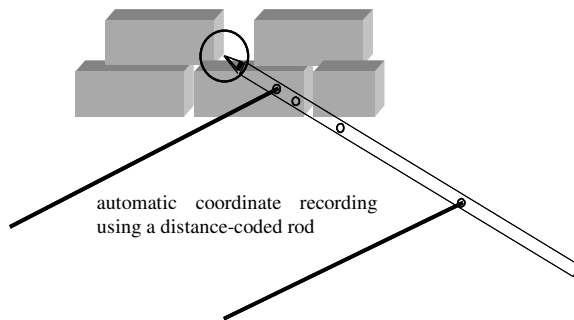 automatic coordinate recording
using a distance-coded rod